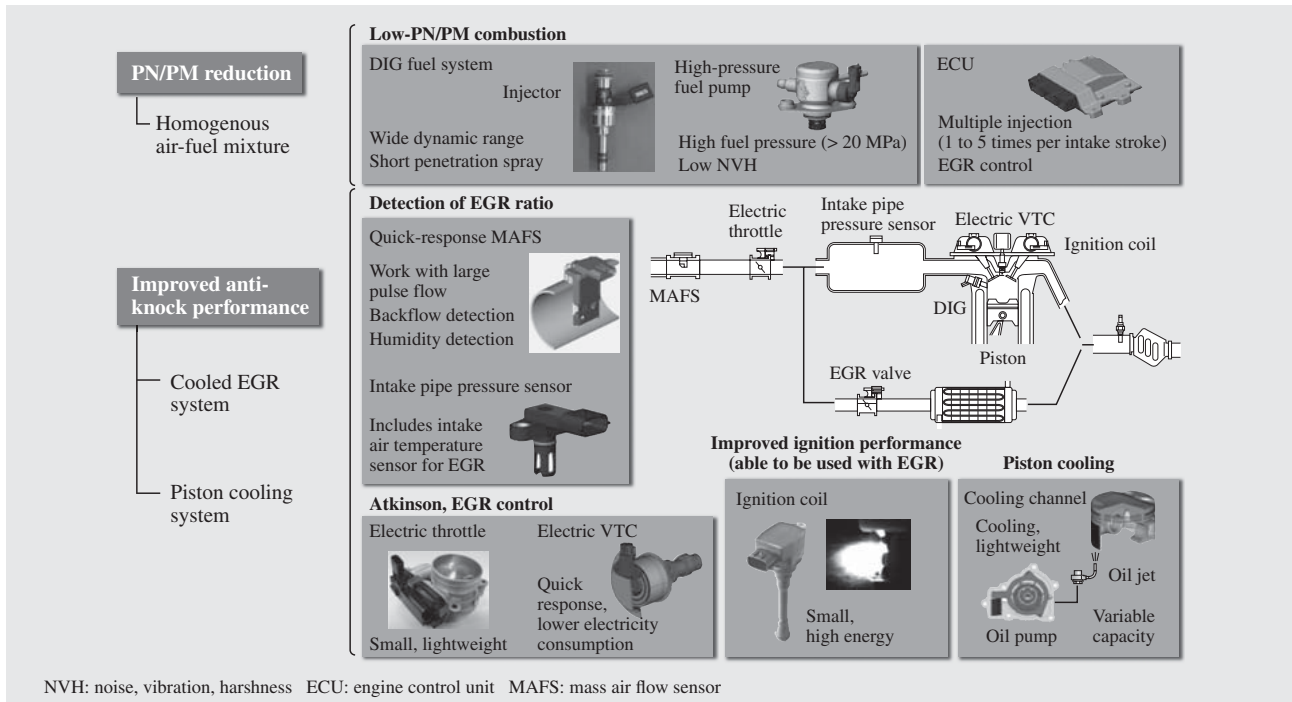 PN/PM reduction
Homogenous
air-fuel mixture
Low-PN/PM combustion
DIG fuel system
Injector
Wide dynamic range
Short penetration spray
High-pressure
fuel pump
High fuel pressure (> 20 MPa)
Low NVH
ECU
Multiple injection
(1 to 5 times per intake stroke)
EGR control
Improved anti-
knock performance
Cooled EGR
system
Piston cooling
system
Detection of EGR ratio
Quick-response MAFS
Work with large
pulse flow
Backflow detection
Humidity detection
Intake pipe pressure sensor
Includes intake
air temperature
sensor for EGR
MAFS
Electric
throttle
Intake pipe
pressure sensor
Electric VTC
Ignition coil
DIG
Piston
EGR valve
Atkinson, EGR control
Electric throttle
Small, lightweight
Electric VTC
Quick
response,
lower electricity
consumption
Improved ignition performance
(able to be used with EGR)
Ignition coil
Small,
high energy
Piston cooling
Cooling channel
Cooling,
lightweight
Oil jet
Oil pump
Variable
capacity
NVH: noise, vibration, harshness ECU: engine control unit MAFS: mass air flow sensor